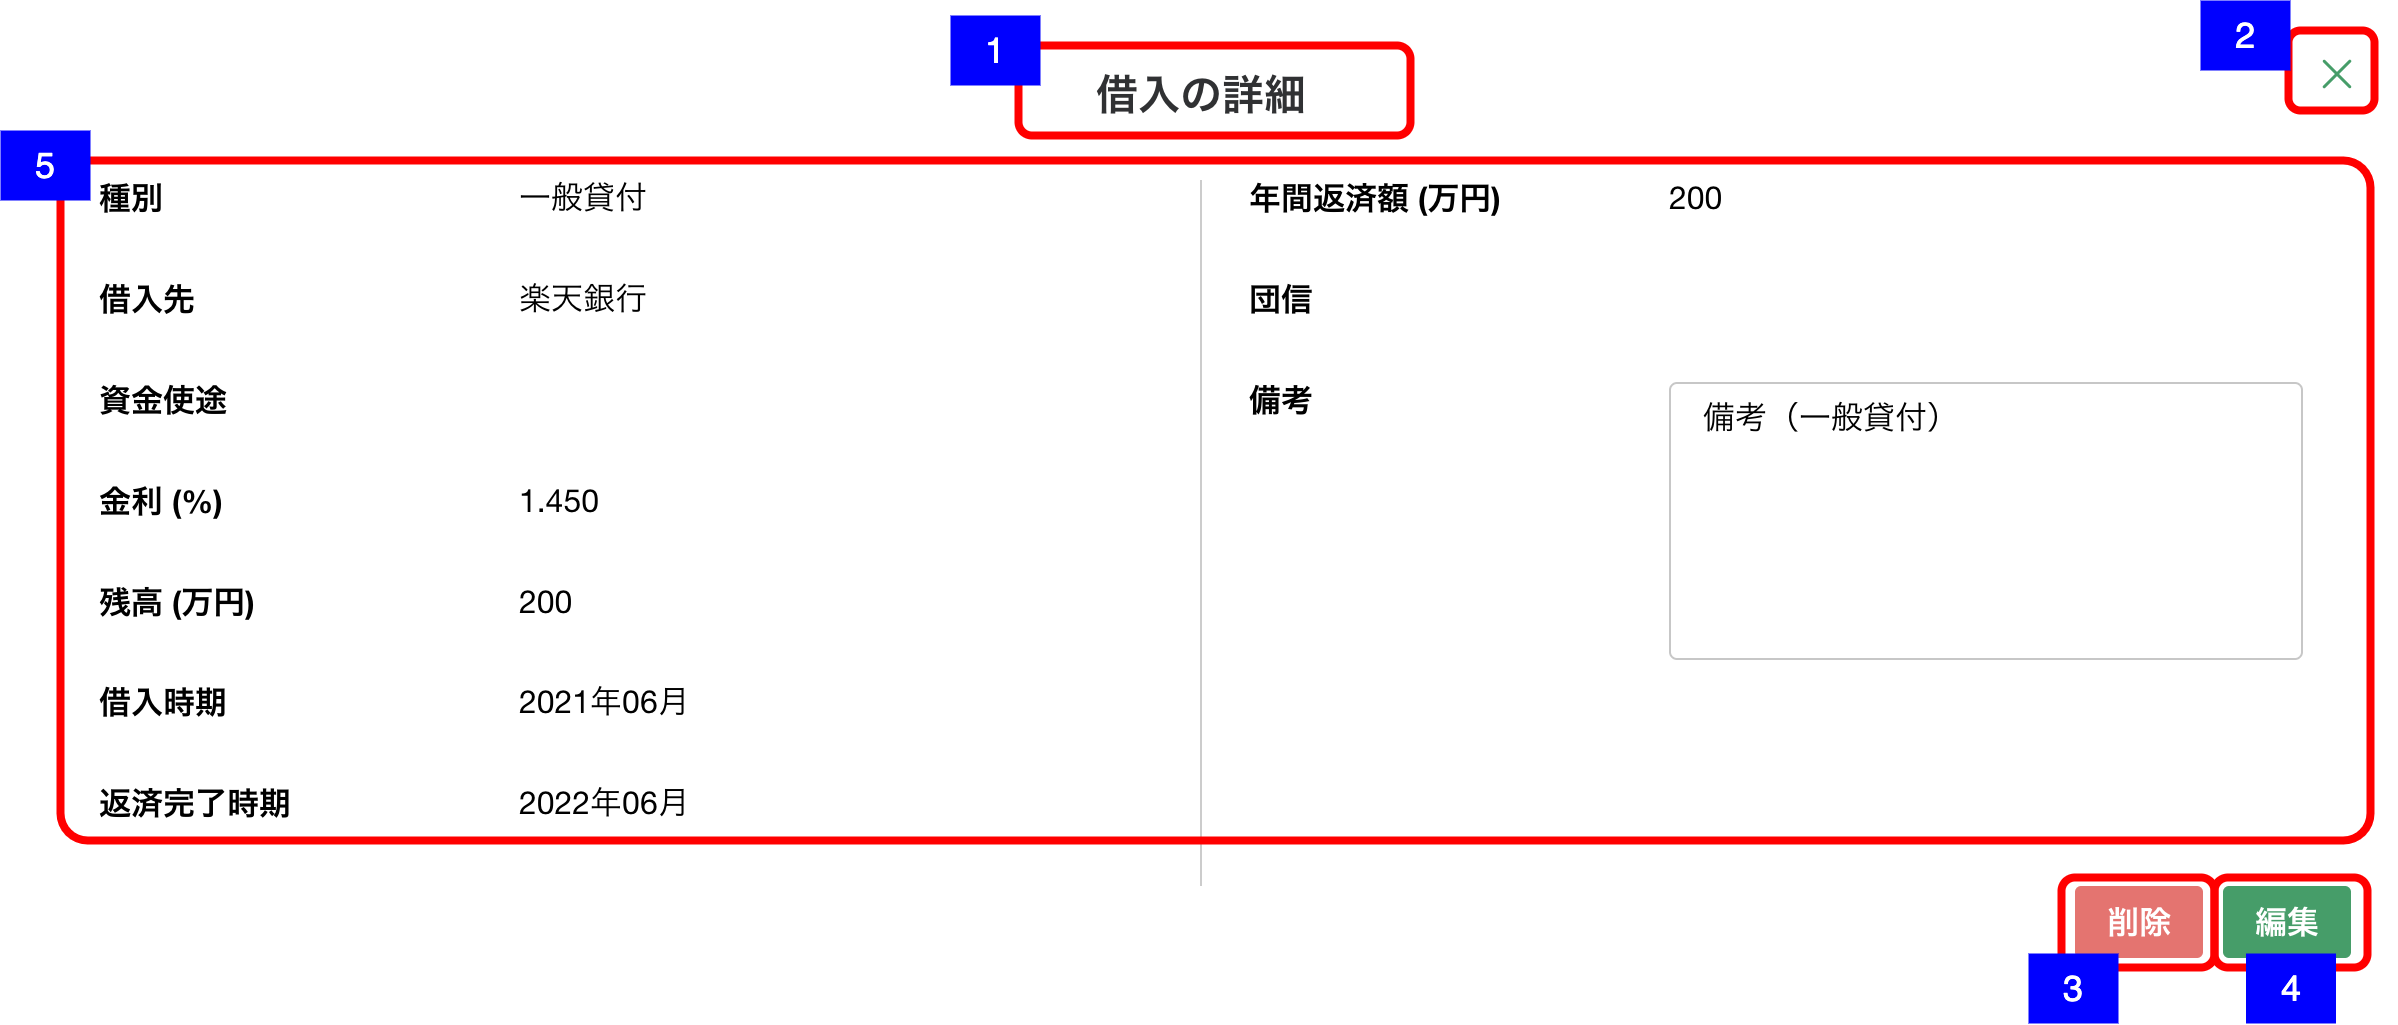 1
2
借入の詳細
5
種別
一般貸付
借入先
楽天銀行
資金使途
金利 (%)
1.450
残高 (万円)
200
借入時期
2021年06月
返済完了時期
2022年06月
年間返済額 (万円)
200
団信
備考
備考（一般貸付）
削除
編集
3
4